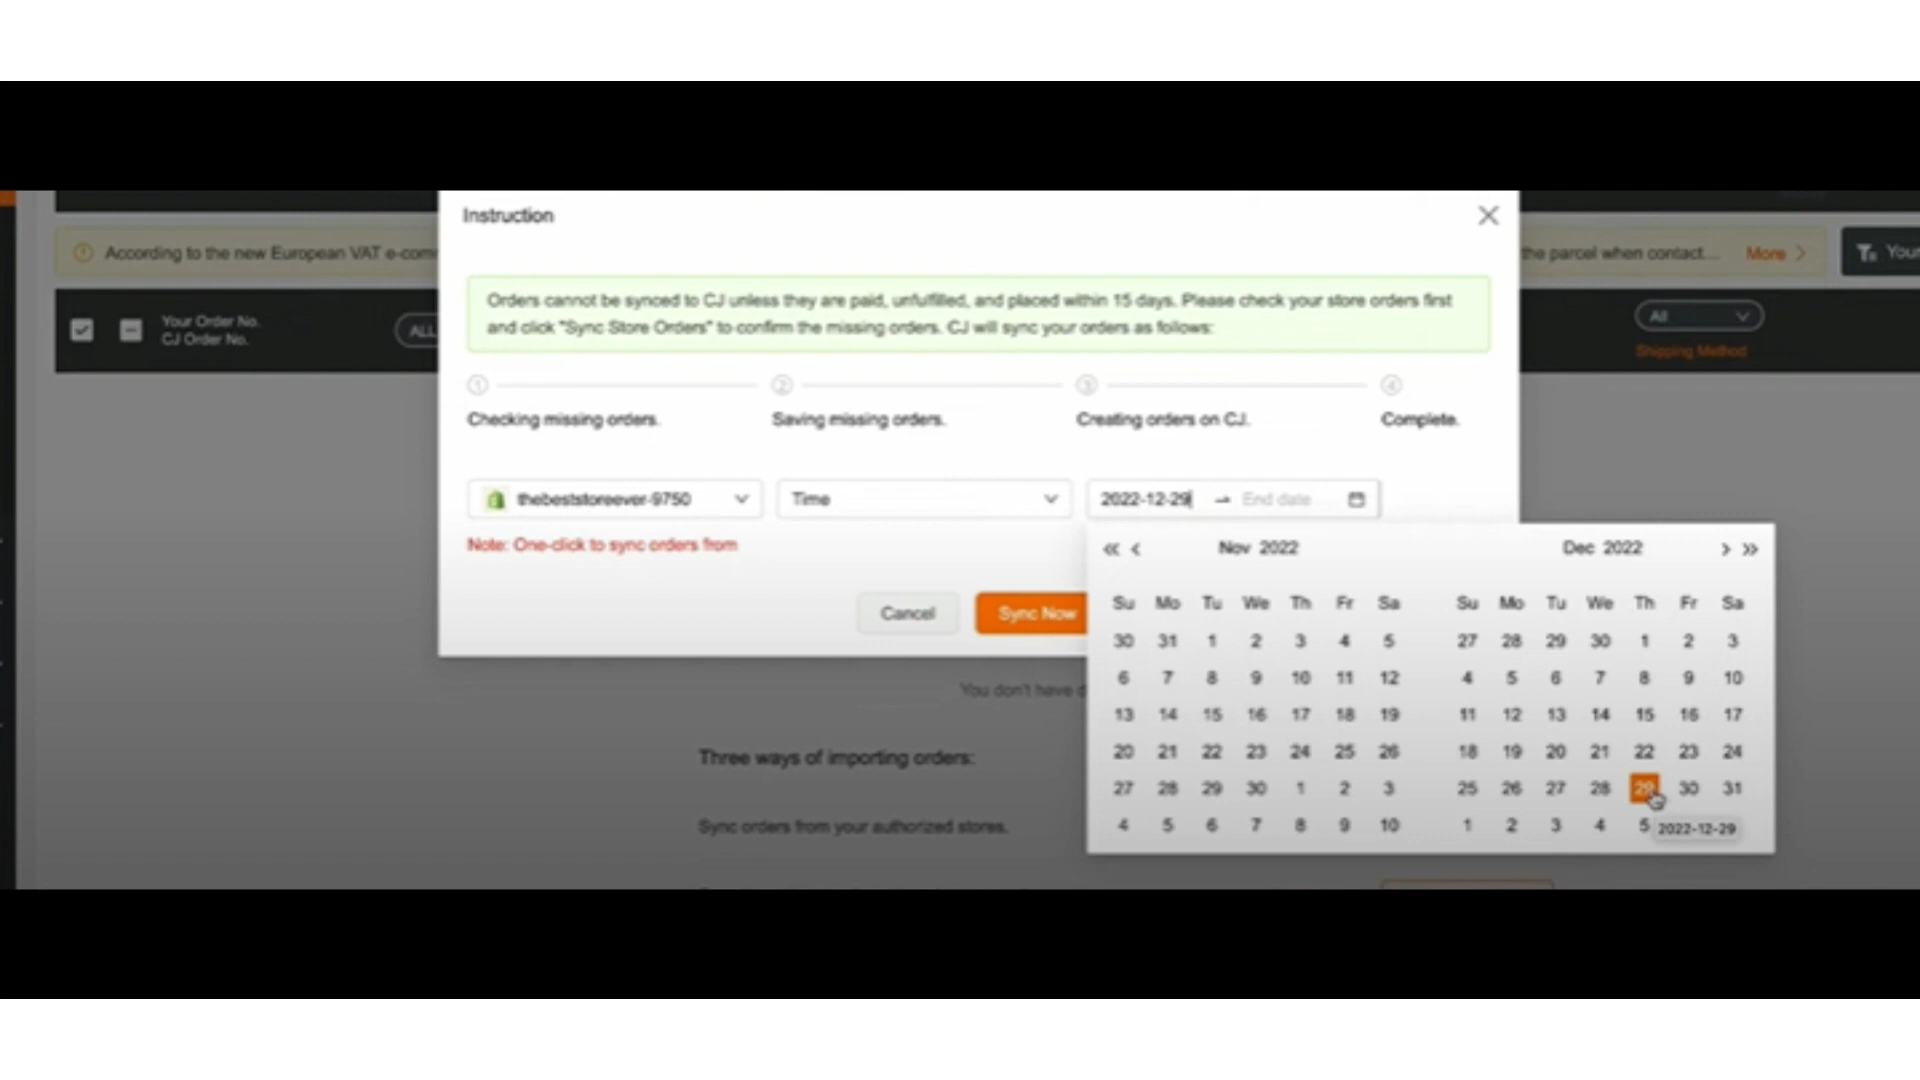 Instruction
According to the new European VAT e-com
the parcel when contact... More >
Your
Orders cannot be synced to CJ unless they are paid, unfulfilled, and placed within 15 days. Please check your store orders first
and click "Sync Store Orders" to confirm the missing orders. CJ will sync your orders as follows:
Your Order No.
CJ Order No.
ALL
All
Shipping Method
1 2 3 4
Checking missing orders. Saving missing orders. Creating orders on CJ. Complete.
thebeststoreever-9750 Time 2022-12-29 → End date
Note: One-click to sync orders from
Cancel Sync Now
« < Nov 2022 Dec 2022 > »
Su Mo Tu We Th Fr Sa Su Mo Tu We Th Fr Sa
30 31 1 2 3 4 5 27 28 29 30 1 2 3
6 7 8 9 10 11 12 4 5 6 7 8 9 10
13 14 15 16 17 18 19 11 12 13 14 15 16 17
20 21 22 23 24 25 26 18 19 20 21 22 23 24
27 28 29 30 1 2 3 25 26 27 28 29 30 31
4 5 6 7 8 9 10 1 2 3 4 5
2022-12-29
You don't have
Three ways of importing orders:
Sync orders from your authorized stores.